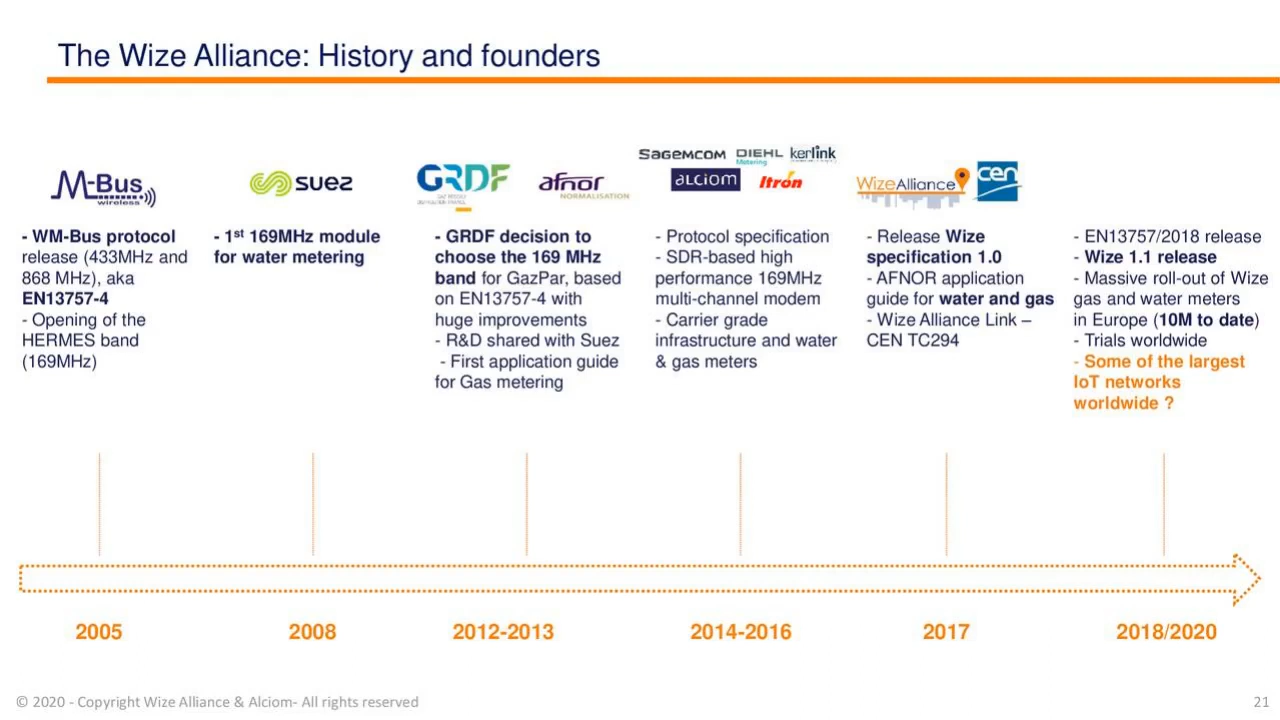 The Wize Alliance: History and founders
M-Bus
wireless
suez
GRDF
afnor
NORMALISATION
Sagemcom
DIEHL
Metering
kerlink
aLciom
Itrón
WizeAlliance
cen
- WM-Bus protocol
release (433MHz and
868 MHz), aka
EN13757-4
- Opening of the
HERMES band
(169MHz)
- 1st 169MHz module
for water metering
- GRDF decision to
choose the 169 MHz
band for GazPar, based
on EN13757-4 with
huge improvements
- R&D shared with Suez
- First application guide
for Gas metering
- Protocol specification
- SDR-based high
performance 169MHz
multi-channel modem
- Carrier grade
infrastructure and water
& gas meters
- Release Wize
specification 1.0
- AFNOR application
guide for water and gas
- Wize Alliance Link –
CEN TC294
- EN13757/2018 release
- Wize 1.1 release
- Massive roll-out of Wize
gas and water meters
in Europe (10M to date)
- Trials worldwide
- Some of the largest
IoT networks
worldwide ?
2005
2008
2012-2013
2014-2016
2017
2018/2020
© 2020 - Copyright Wize Alliance & Alciom- All rights reserved
21